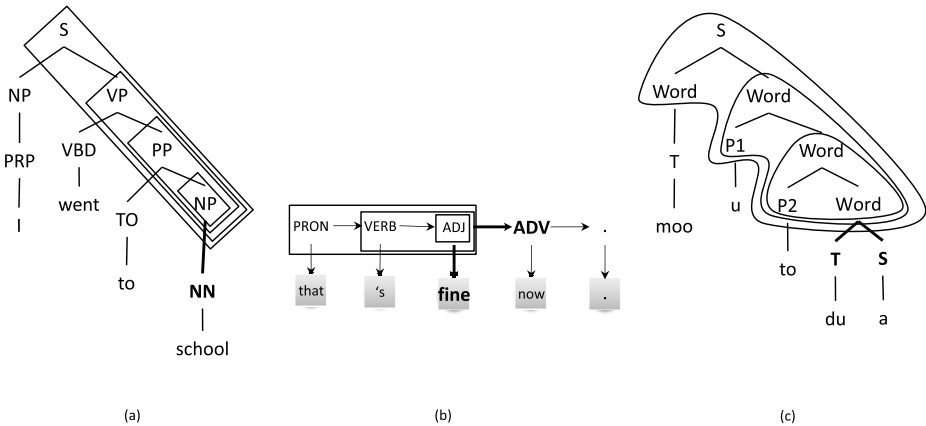 S
NP VP
PRP VBD PP
I went TO NP
to NN
school
(a)
PRON VERB ADJ ADV .
that 's fine now .
(b)
S
Word Word
T P1 Word
moo u P2 Word
to T S
du a
(c)